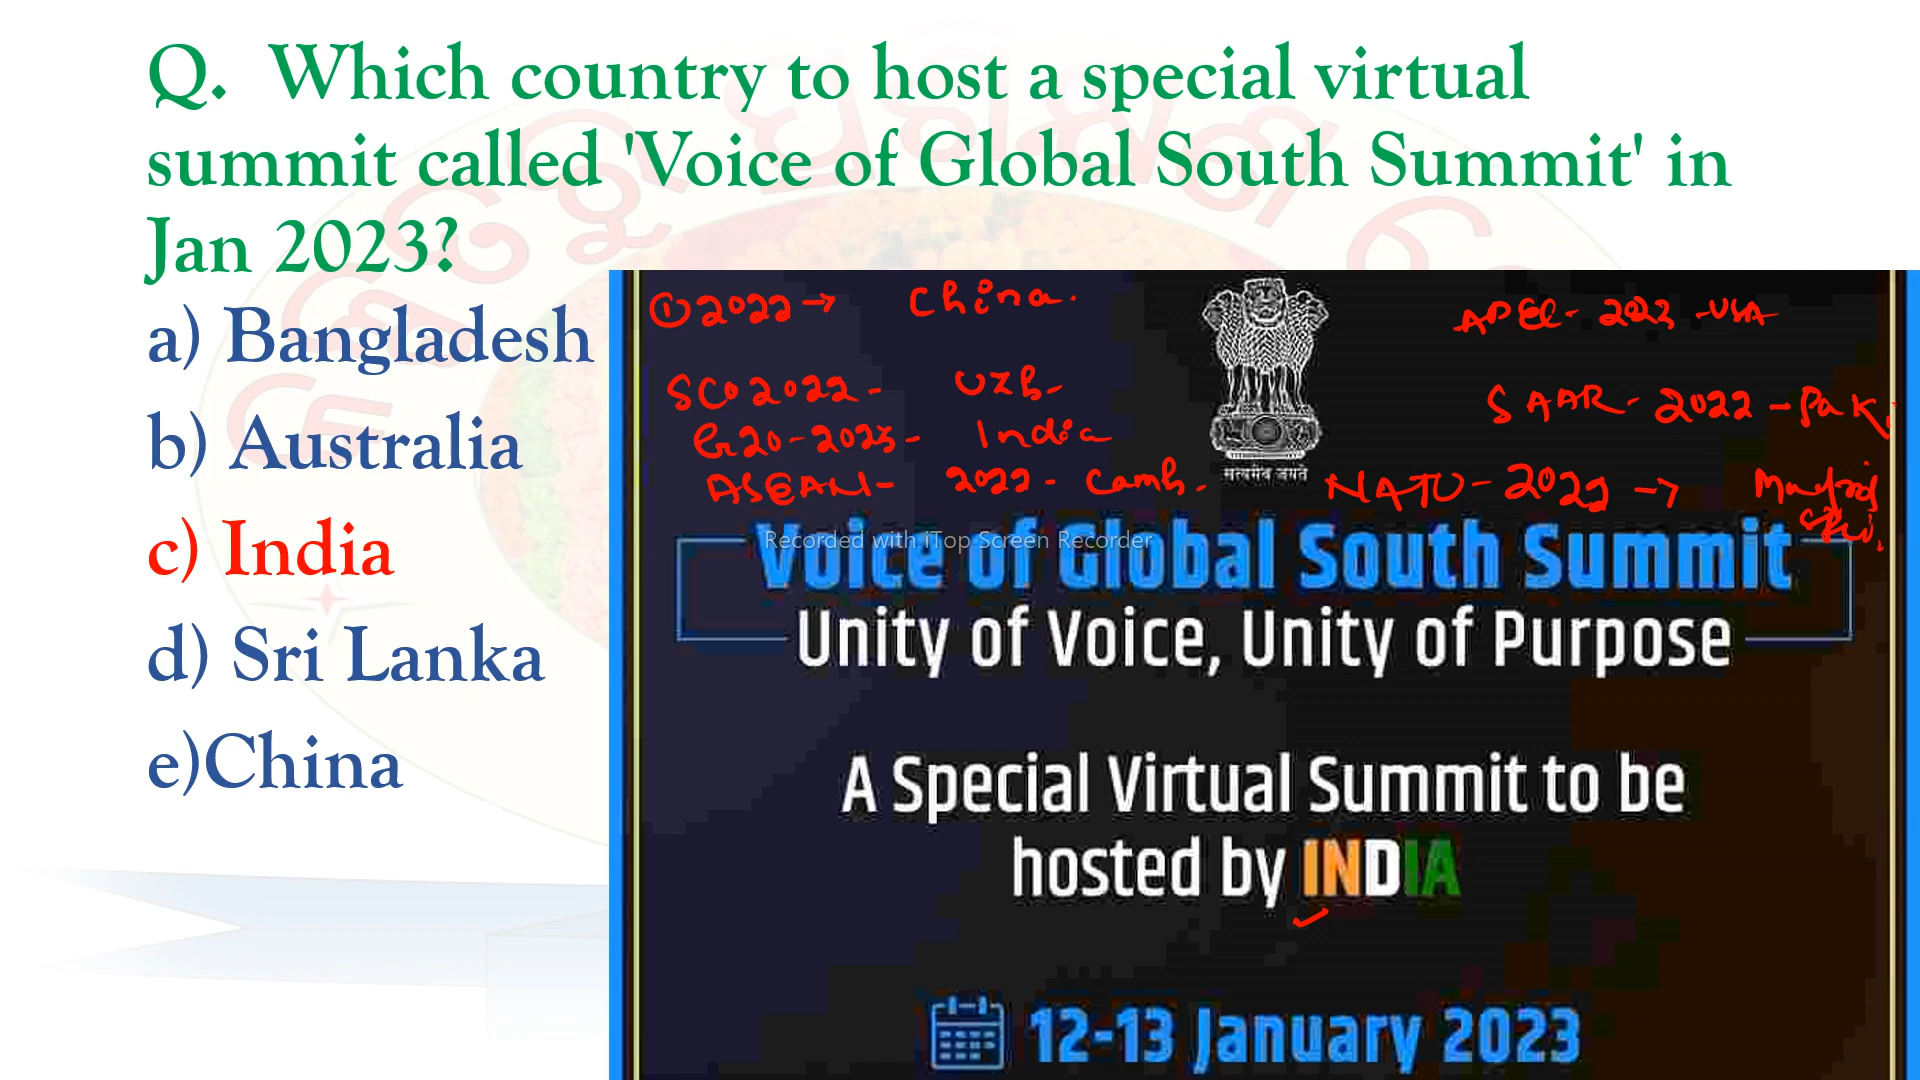 Q. Which country to host a special virtual
summit called 'Voice of Global South Summit' in
Jan 2023?
a) Bangladesh
b) Australia
c) India
d) Sri Lanka
e)China
① 2022 → China.
SCO 2022 - Uzb-
G20-2023 - India
ASEAN- 2022 - Camb.
APEC- 2023 -USA
SAAR- 2022 - Pak.
NATO - 2022 →
सत्यमेव जयते
Recorded with iTop Screen Recorder
Voice of Global South Summit
Unity of Voice, Unity of Purpose
A Special Virtual Summit to be
hosted by INDIA
12-13 January 2023